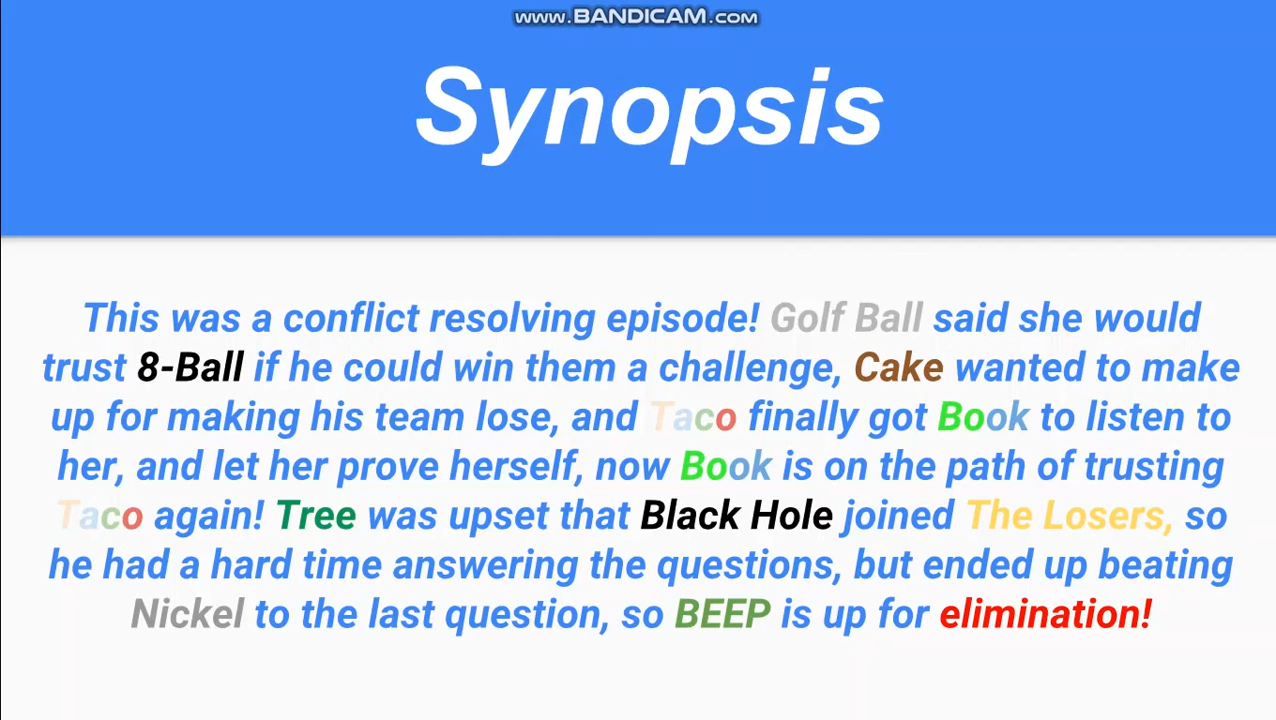 www.BANDICAM.com
Synopsis
This was a conflict resolving episode! Golf Ball said she would
trust 8-Ball if he could win them a challenge, Cake wanted to make
up for making his team lose, and Taco finally got Book to listen to
her, and let her prove herself, now Book is on the path of trusting
Taco again! Tree was upset that Black Hole joined The Losers, so
he had a hard time answering the questions, but ended up beating
Nickel to the last question, so BEEP is up for elimination!